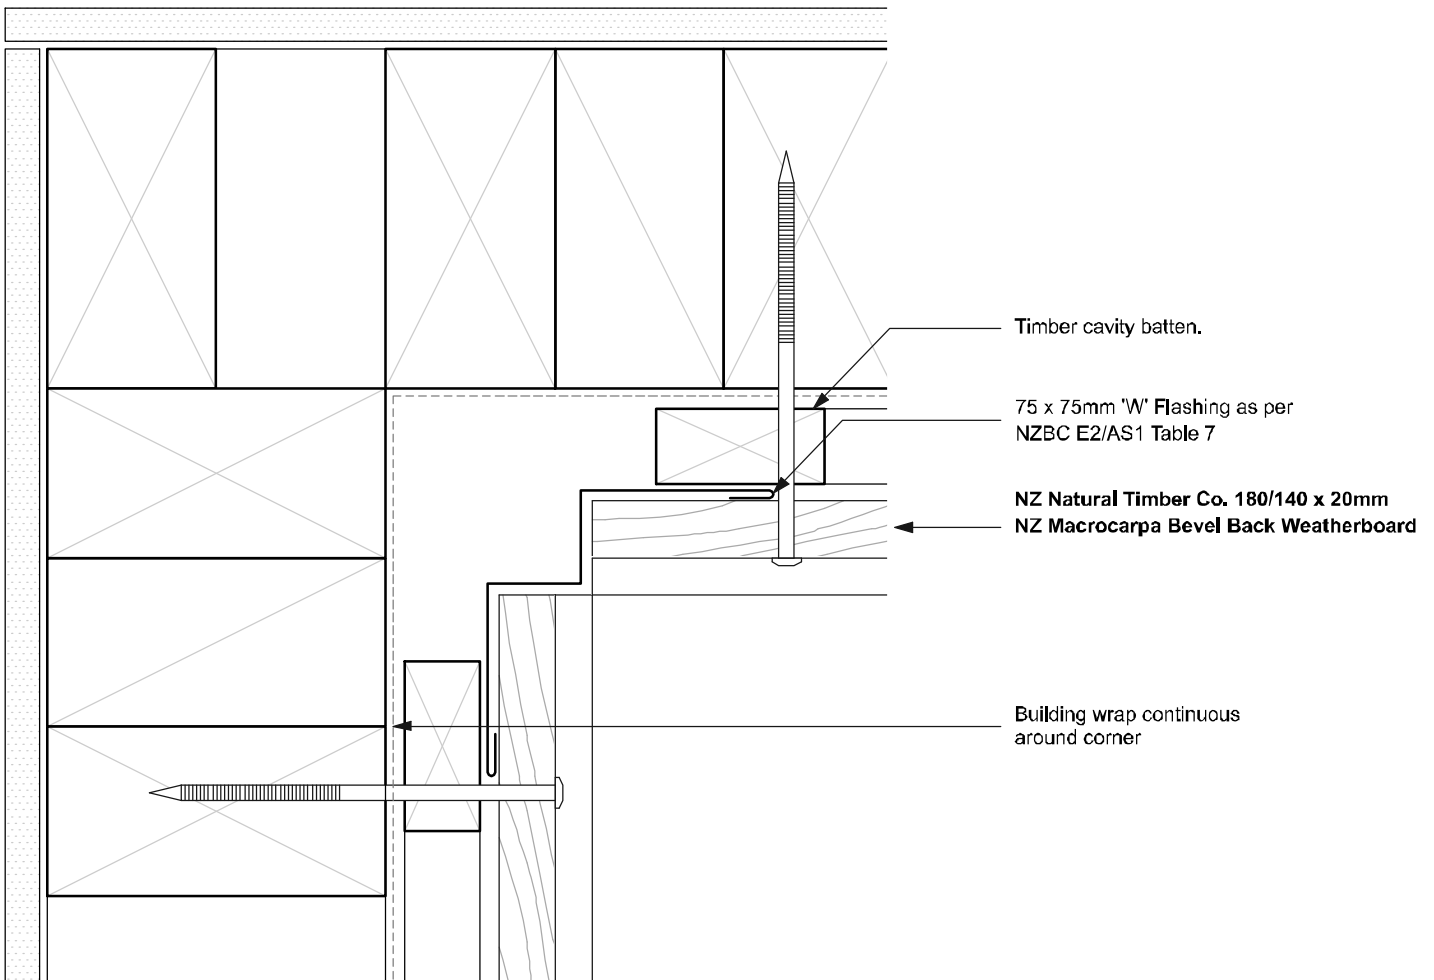 Timber cavity batten.
75 x 75mm 'W' Flashing as per
NZBC E2/AS1 Table 7
NZ Natural Timber Co. 180/140 x 20mm
NZ Macrocarpa Bevel Back Weatherboard
Building wrap continuous
around corner